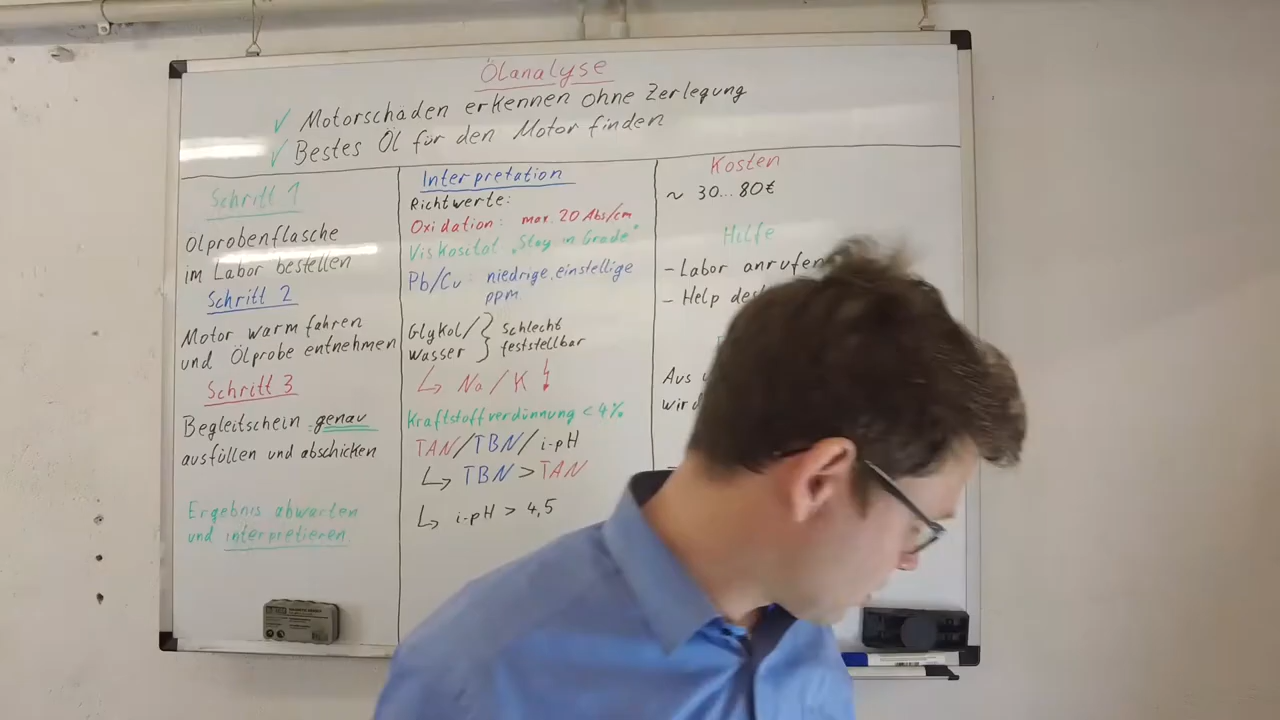 Ölanalyse
✓ Motorschaden erkennen ohne Zerlegung
✓ Bestes Öl für den Motor finden
Schritt 1
Ölprobenflasche
im Labor bestellen
Schritt 2
Motor warm fahren
und Ölprobe entnehmen
Schritt 3
Begleitschein genau
ausfüllen und abschicken
Ergebnis abwarten
und interpretieren
Interpretation
Richtwerte:
Oxidation: max. 20 Abs/cm
Viskosität „Stay in Grade"
Pb/Cu: niedrige, einstellige
ppm
Glykol/ } schlecht
Wasser } feststellbar
↳ Na/K
Kraftstoffverdünnung < 4%
TAN/TBN/i-pH
↳ TBN > TAN
↳ i-pH > 4,5
Kosten
~ 30...80€
Hilfe
- Labor anrufen
- Help
Aus